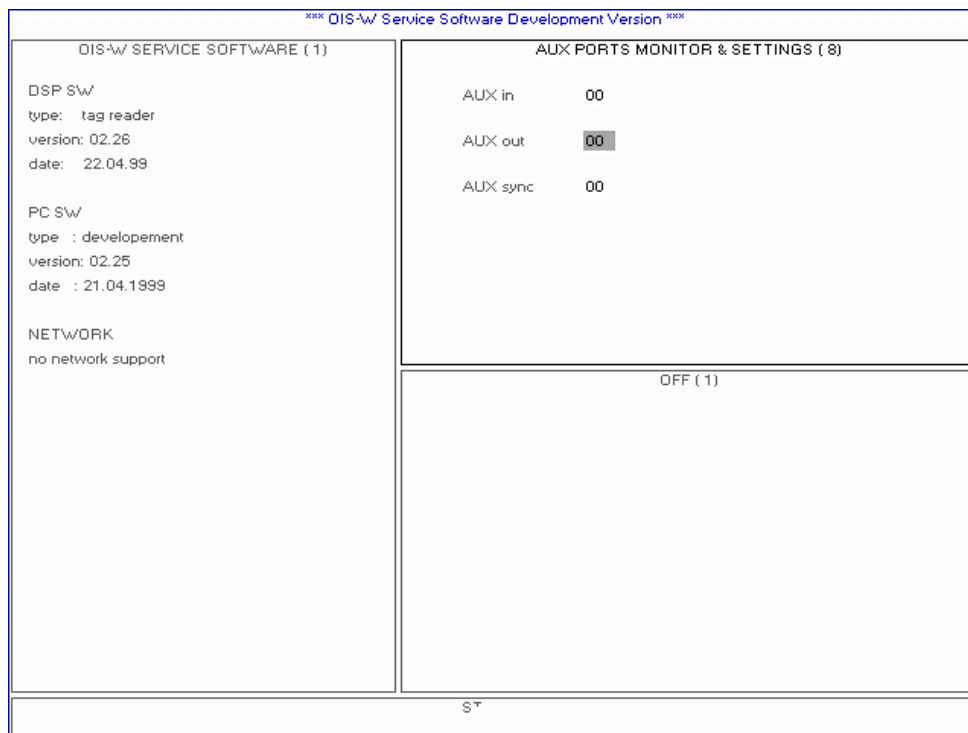 *** OIS-W Service Software Development Version ***
OIS-W SERVICE SOFTWARE ( 1 )
DSP SW
type: tag reader
version: 02.26
date: 22.04.99
PC SW
type : developement
version: 02.25
date : 21.04.1999
NETWORK
no network support
AUX PORTS MONITOR & SETTINGS ( 8 )
AUX in 00
AUX out 00
AUX sync 00
OFF ( 1 )